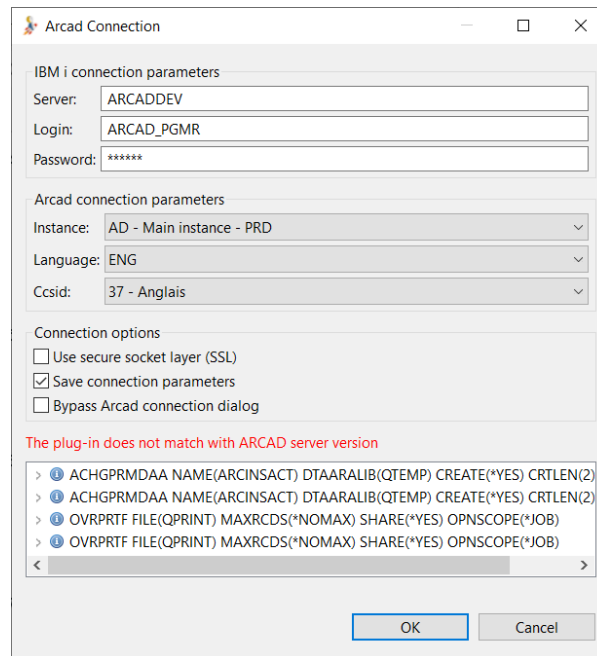 Arcad Connection
IBM i connection parameters
Server: ARCADDEV
Login: ARCAD_PGMR
Password: ******
Arcad connection parameters
Instance: AD - Main instance - PRD
Language: ENG
Ccsid: 37 - Anglais
Connection options
Use secure socket layer (SSL)
Save connection parameters
Bypass Arcad connection dialog
The plug-in does not match with ARCAD server version
ACHGPRMDAA NAME(ARCINSACT) DTAARALIB(QTEMP) CREATE(*YES) CRTLEN(2)
ACHGPRMDAA NAME(ARCINSACT) DTAARALIB(QTEMP) CREATE(*YES) CRTLEN(2)
OVRPRTF FILE(QPRINT) MAXRCDS(*NOMAX) SHARE(*YES) OPNSCOPE(*JOB)
OVRPRTF FILE(QPRINT) MAXRCDS(*NOMAX) SHARE(*YES) OPNSCOPE(*JOB)
OK Cancel